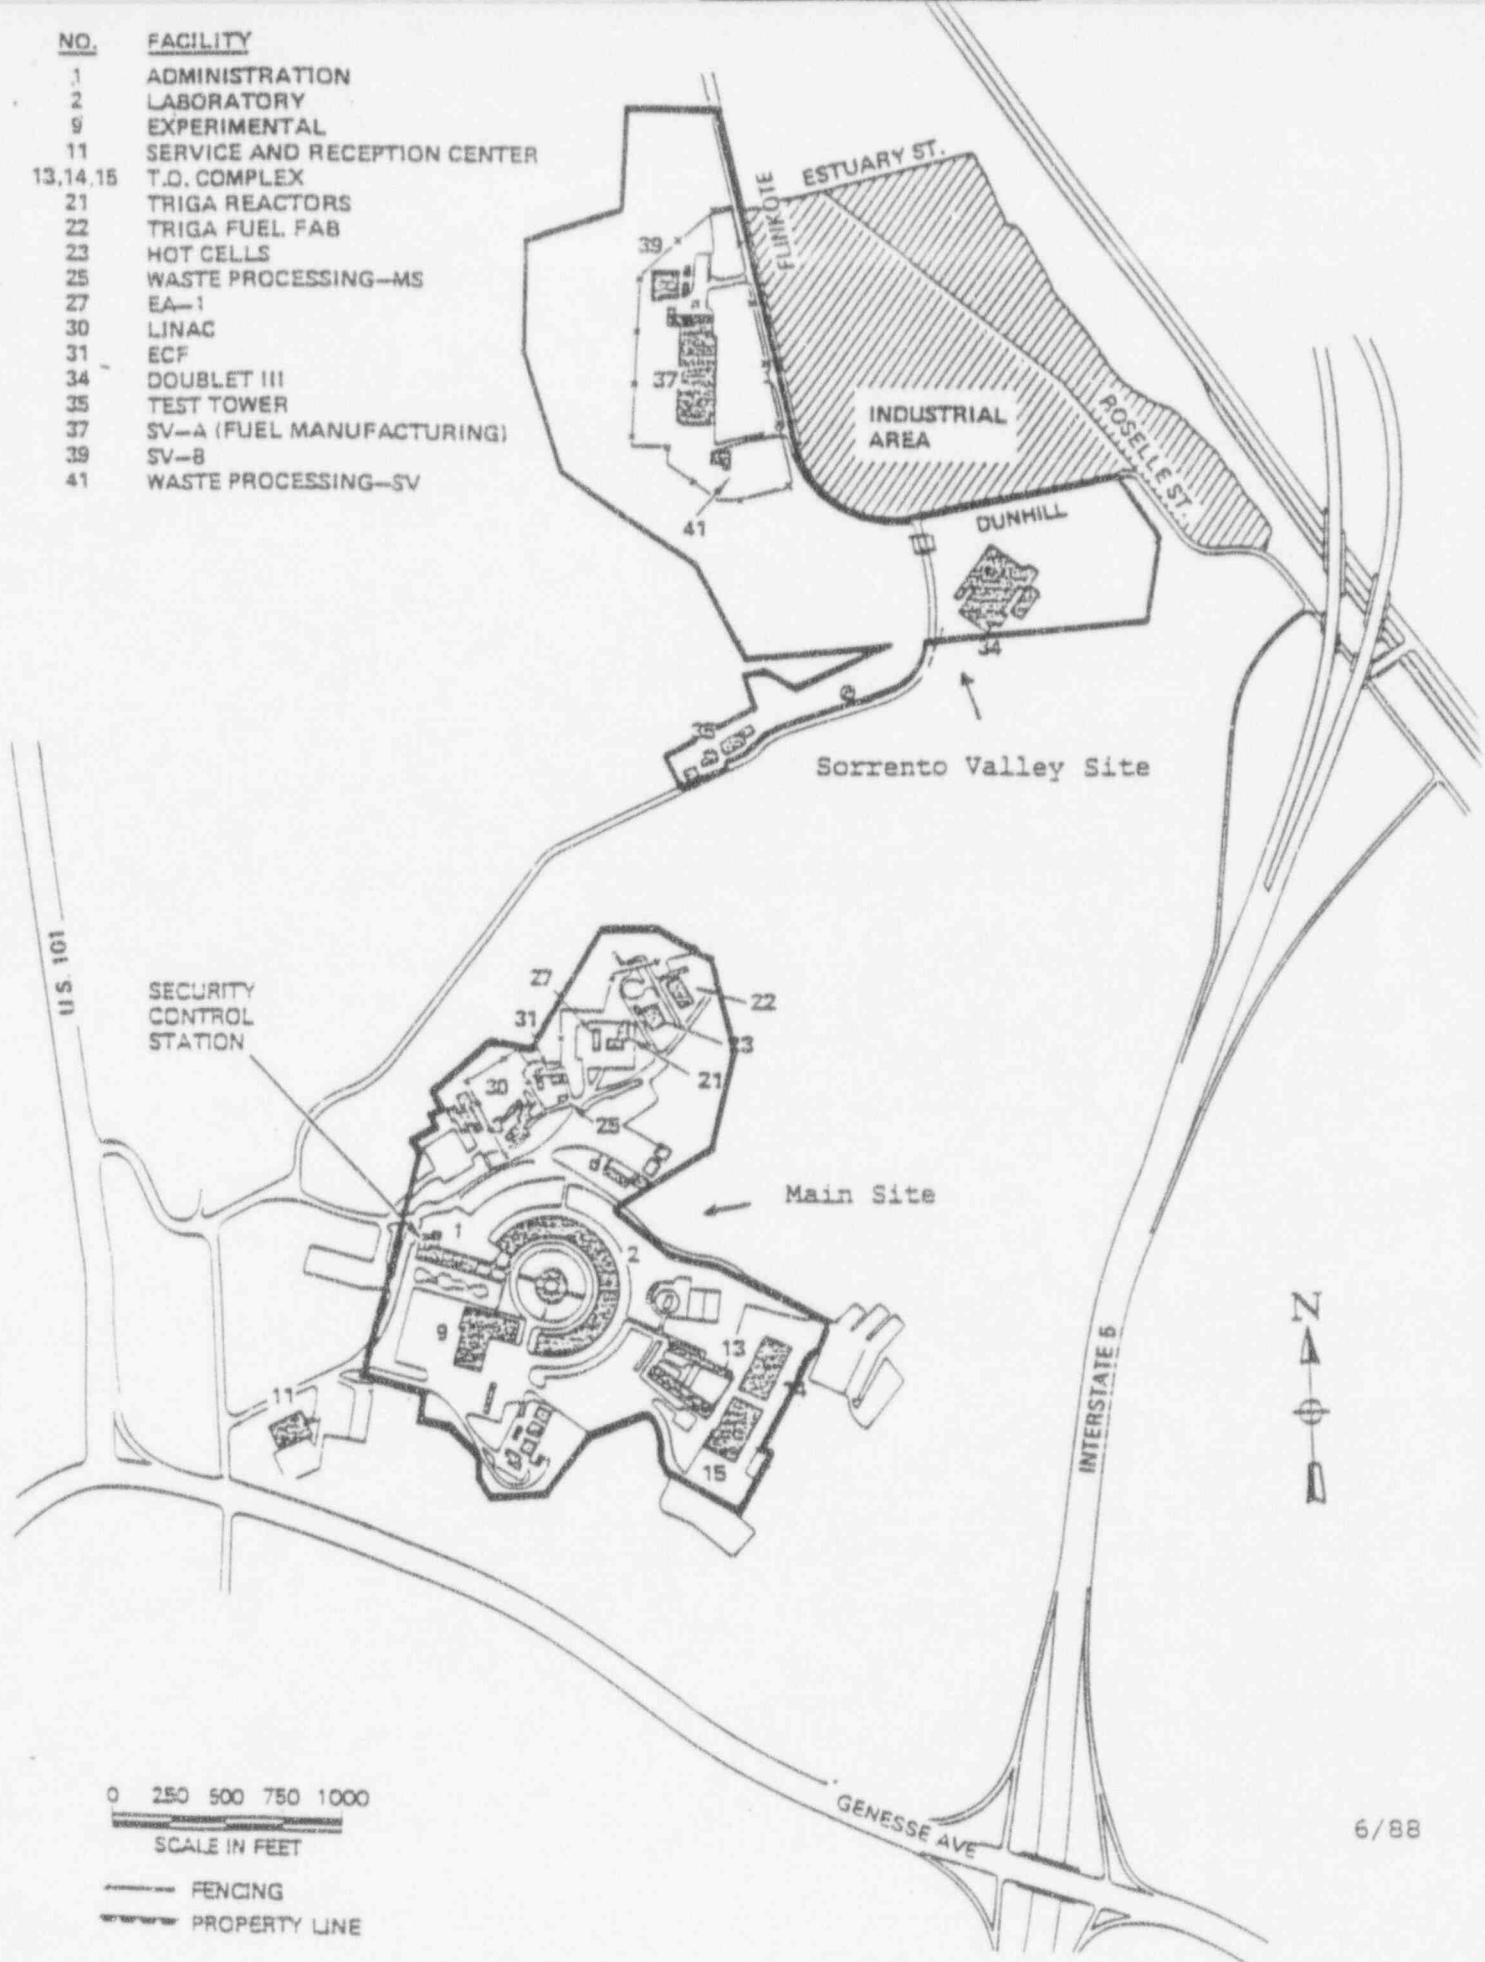 NO. FACILITY
1 ADMINISTRATION
2 LABORATORY
9 EXPERIMENTAL
11 SERVICE AND RECEPTION CENTER
13,14,15 T.O. COMPLEX
21 TRIGA REACTORS
22 TRIGA FUEL FAB
23 HOT CELLS
25 WASTE PROCESSING—MS
27 EA—1
30 LINAC
31 ECF
34 DOUBLET III
35 TEST TOWER
37 SV—A (FUEL MANUFACTURING)
39 SV—B
41 WASTE PROCESSING—SV
ESTUARY ST.
FLINKOTE
39
37
INDUSTRIAL
AREA
ROSELLE ST.
41
DUNHILL
34
Sorrento Valley Site
U.S. 101
SECURITY
CONTROL
STATION
27
22
31
23
30
21
25
Main Site
1
2
9
13
14
11
15
N
INTERSTATE 5
0 250 500 750 1000
SCALE IN FEET
FENCING
PROPERTY LINE
GENESSE AVE
6/88